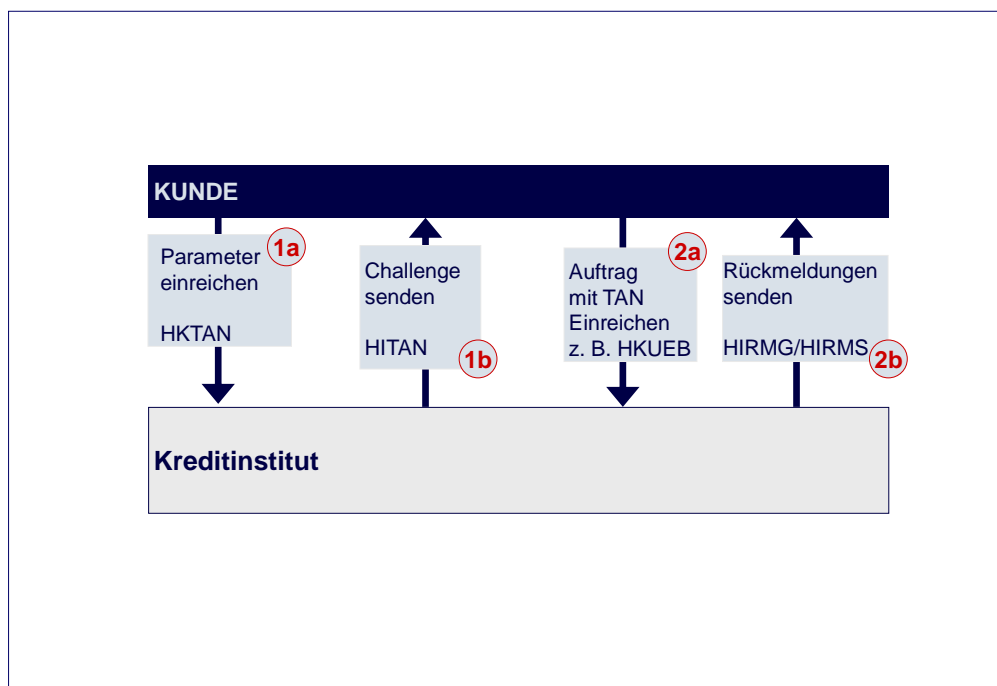 KUNDE
Parameter
einreichen
HKTAN
1a
Challenge
senden
HITAN
1b
Auftrag
mit TAN
Einreichen
z. B. HKUEB
2a
Rückmeldungen
senden
HIRMG/HIRMS
2b
Kreditinstitut